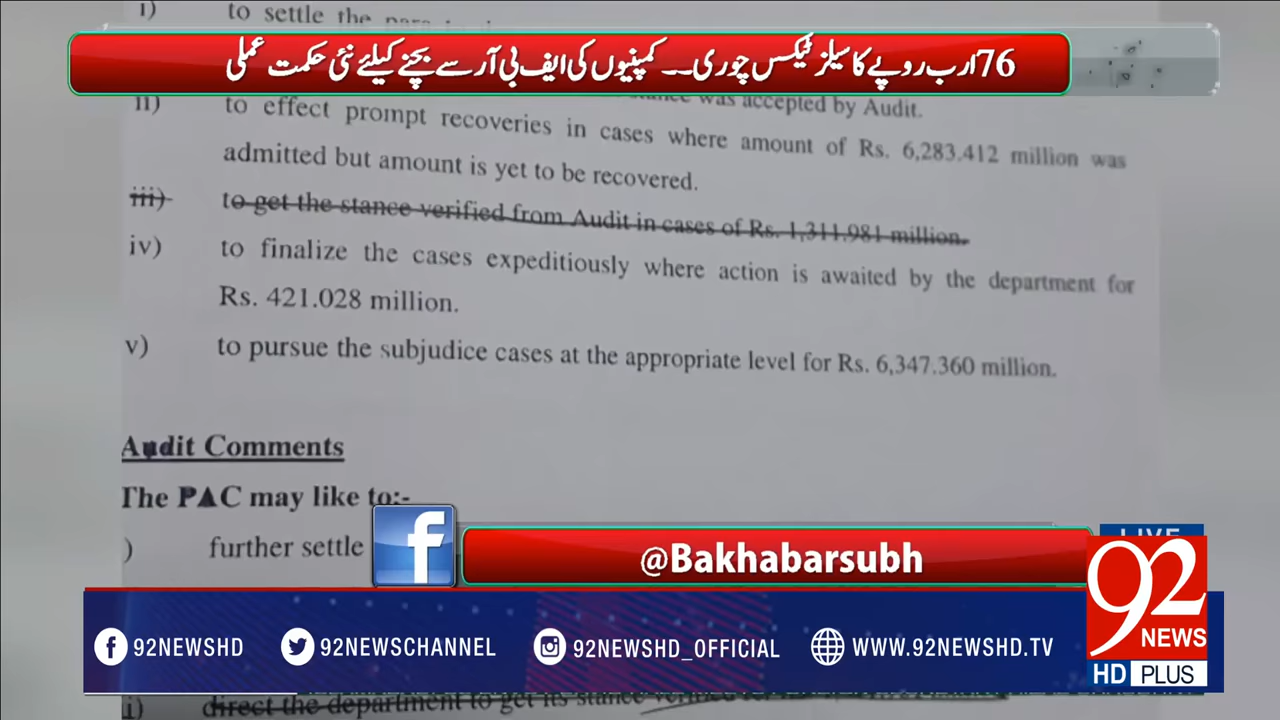 i) to settle the
76 ارب روپے کا سیلز ٹیکس چوری۔۔ کمپنیوں کی ایف بی آر سے بچنے کیلئے نئی حکمت عملی
was accepted by Audit.
ii) to effect prompt recoveries in cases where amount of Rs. 6,283.412 million was
admitted but amount is yet to be recovered.
iii) to get the stance verified from Audit in cases of Rs. 1,311.981 million.
iv) to finalize the cases expeditiously where action is awaited by the department for
Rs. 421.028 million.
v) to pursue the subjudice cases at the appropriate level for Rs. 6,347.360 million.
Audit Comments
The PAC may like to:-
) further settle
@Bakhabarsubh
LIVE
92
NEWS
HD PLUS
92NEWSHD 92NEWSCHANNEL 92NEWSHD_OFFICIAL WWW.92NEWSHD.TV
i) direct the department to get its stance verified